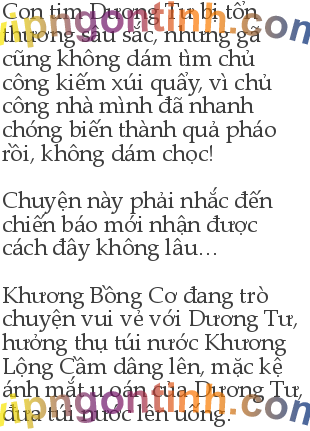 Con tim Dương Tư bị tổn
thương sâu sắc, nhưng gã
cũng không dám tìm chủ
công kiếm xúi quẩy, vì chủ
công nhà mình đã nhanh
chóng biến thành quả pháo
rồi, không dám chọc!
Chuyện này phải nhắc đến
chiến báo mới nhận được
cách đây không lâu...
Khương Bồng Cơ đang trò
chuyện vui vẻ với Dương Tư,
hưởng thụ túi nước Khương
Lộng Cầm dâng lên, mặc kệ
ánh mắt u oán của Dương Tư,
đưa túi nước lên uống.
vipngontinh.com
vipngontinh.com